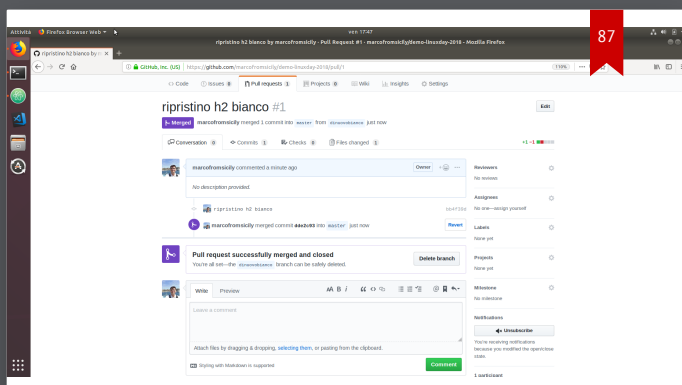 Attività Firefox Web Browser ven 17:47
ripristino h2 bianco by marcofromsicily · Pull Request #1 · marcofromsicily/demo-linuxday-2018 - Mozilla Firefox
87
ripristino h2 bianco by m
GitHub, Inc. (US) https://github.com/marcofromsicily/demo-linuxday-2018/pull/1 110%
Code Issues 0 Pull requests 1 Projects 0 Wiki Insights Settings
ripristino h2 bianco #1 Edit
Merged marcofromsicily merged 1 commit into master from dinuovobianco just now
Conversation 0 Commits 1 Checks 0 Files changed 1 +1 −1
marcofromsicily commented a minute ago Owner
No description provided.
ripristino h2 bianco
marcofromsicily merged commit into master just now Revert
Pull request successfully merged and closed
You're all set—the dinuovobianco branch can be safely deleted. Delete branch
Write Preview
Leave a comment
Attach files by dragging & dropping, selecting them, or pasting from the clipboard.
Styling with Markdown is supported Comment
Reviewers
No reviews
Assignees
No one—assign yourself
Labels
None yet
Projects
None yet
Milestone
No milestone
Notifications
Unsubscribe
You're receiving notifications
because you modified the open/close
state.
1 participant